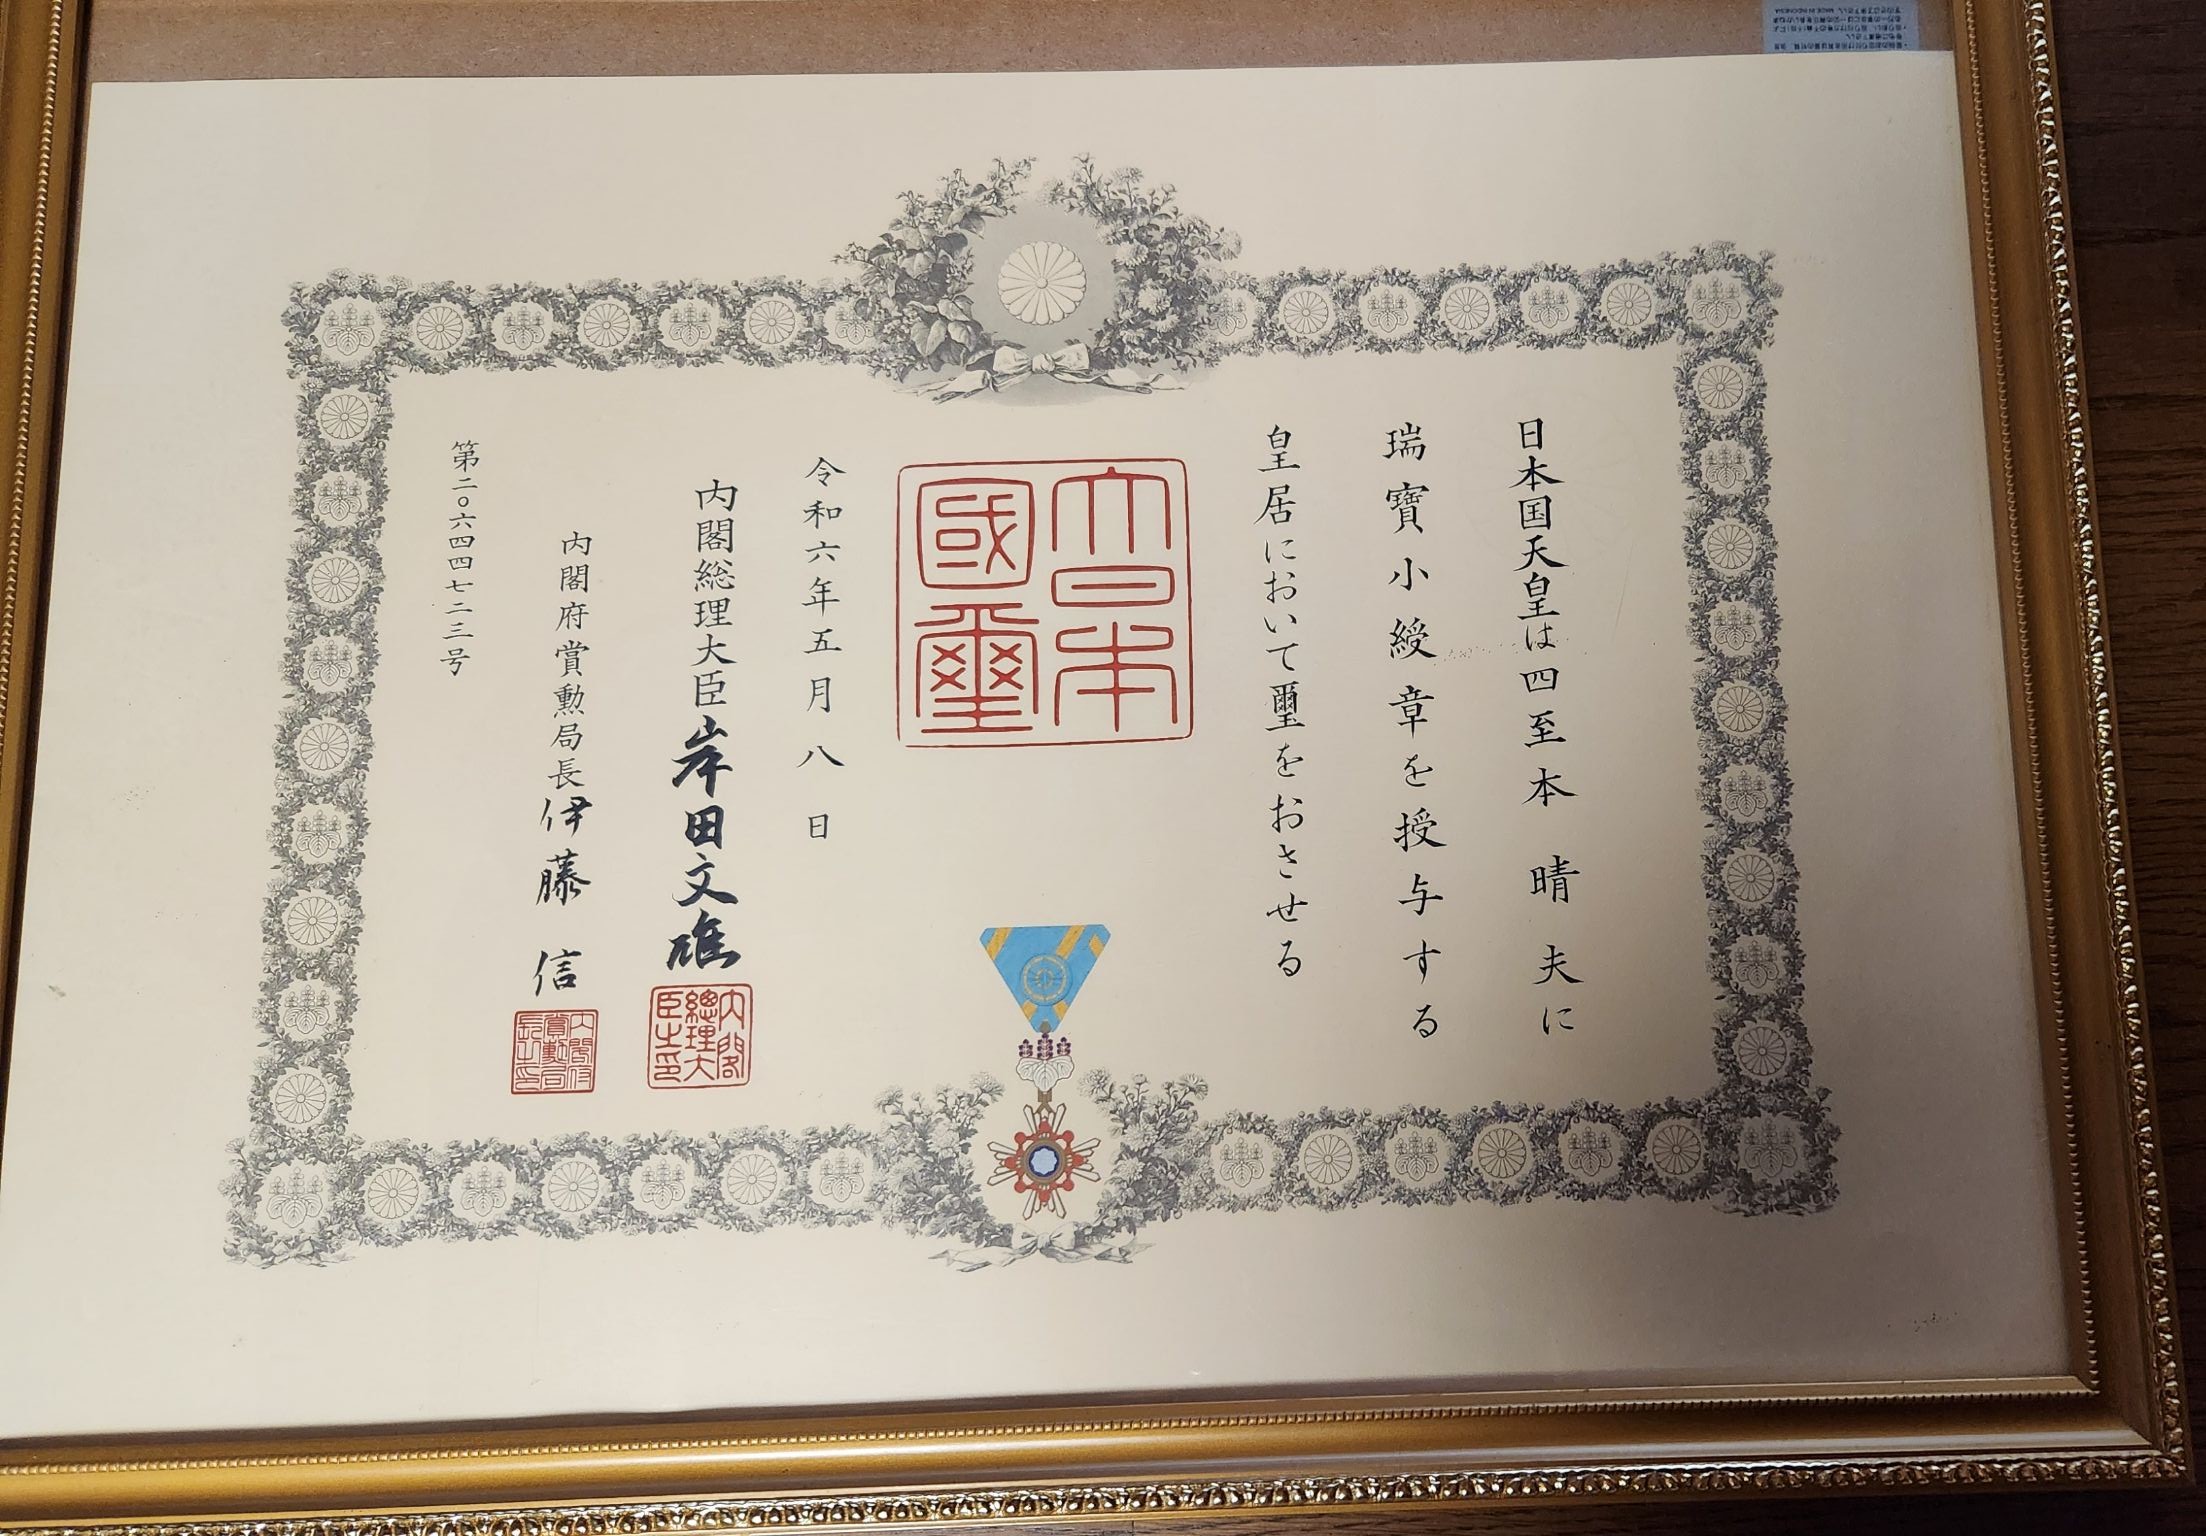 日本国天皇は四至本 晴夫に
瑞寶小綬章を授与する
皇居において璽をおさせる
大日本
國璽
令和六年五月八日
内閣総理大臣 岸田文雄
内閣総理大臣之印
内閣府賞勲局長 伊藤 信
内閣府賞勲局長之印
第二〇六四四七二三号
MADE IN INDONESIA